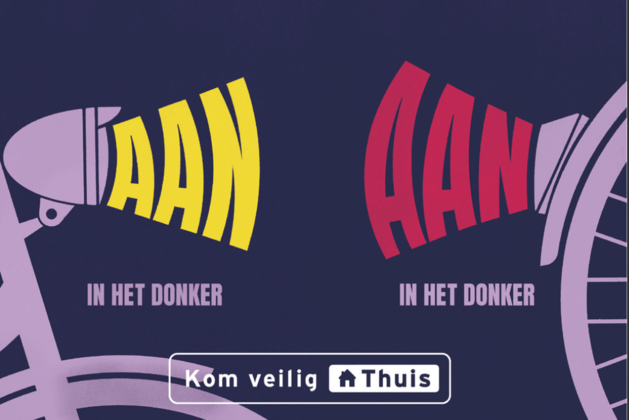 AAN
IN HET DONKER
AAN
IN HET DONKER
Kom veilig Thuis